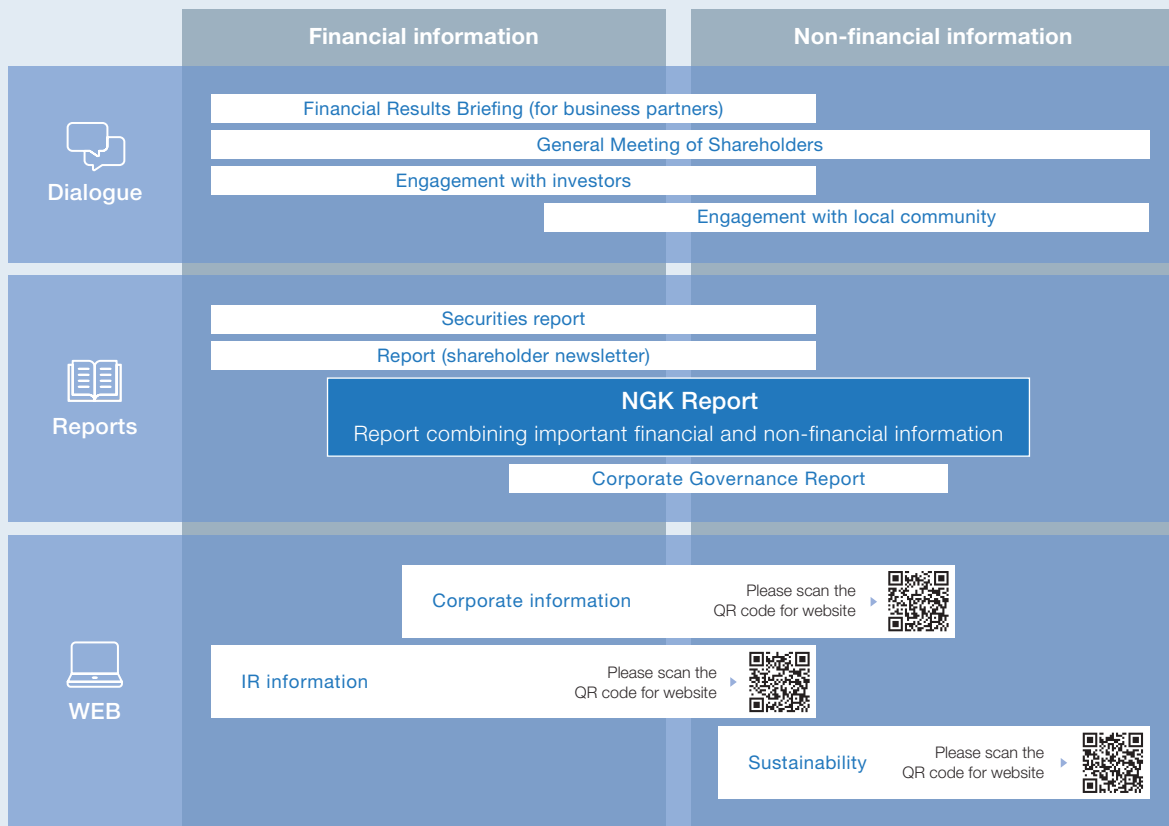 Financial information
Non-financial information
Dialogue
Financial Results Briefing (for business partners)
General Meeting of Shareholders
Engagement with investors
Engagement with local community
Reports
Securities report
Report (shareholder newsletter)
NGK Report
Report combining important financial and non-financial information
Corporate Governance Report
WEB
Corporate information
Please scan the
QR code for website
IR information
Please scan the
QR code for website
Sustainability
Please scan the
QR code for website